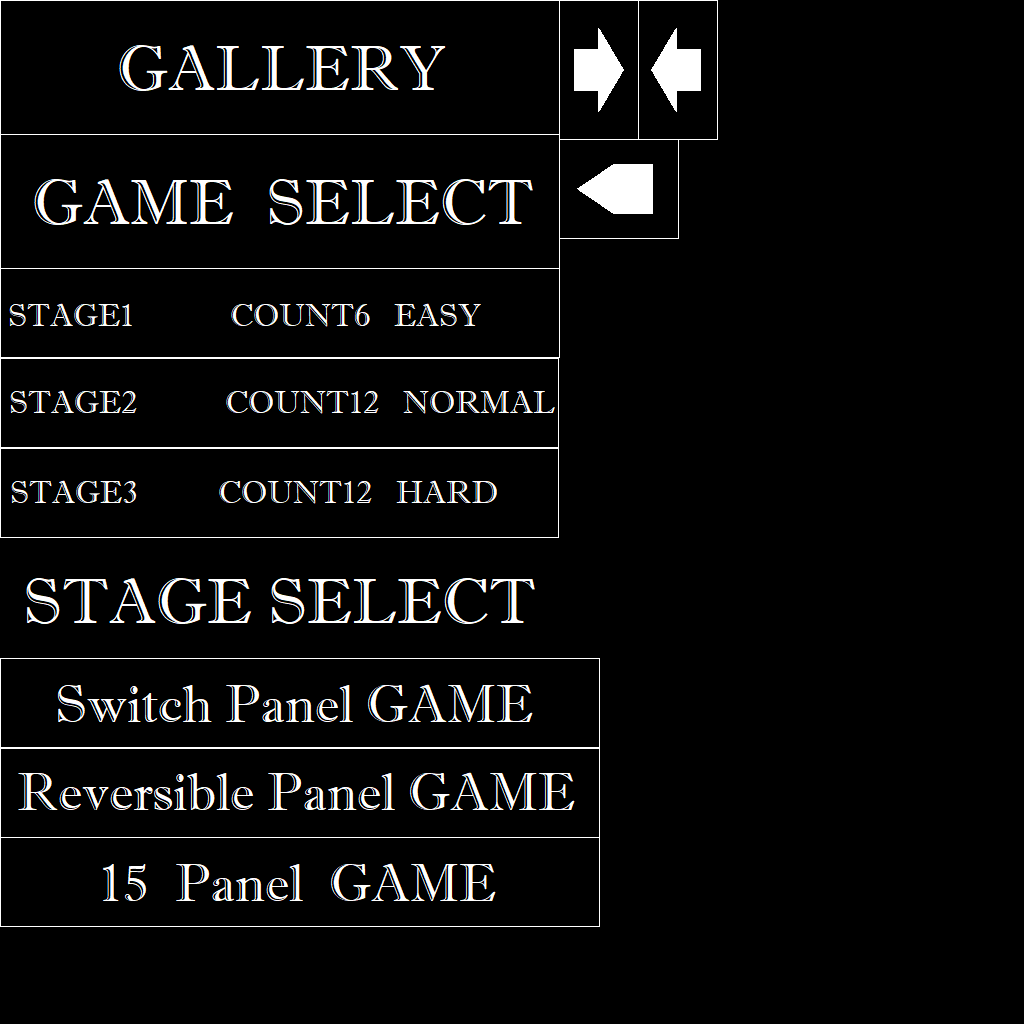 GALLERY
GAME SELECT
STAGE1 COUNT6 EASY
STAGE2 COUNT12 NORMAL
STAGE3 COUNT12 HARD
STAGE SELECT
Switch Panel GAME
Reversible Panel GAME
15 Panel GAME